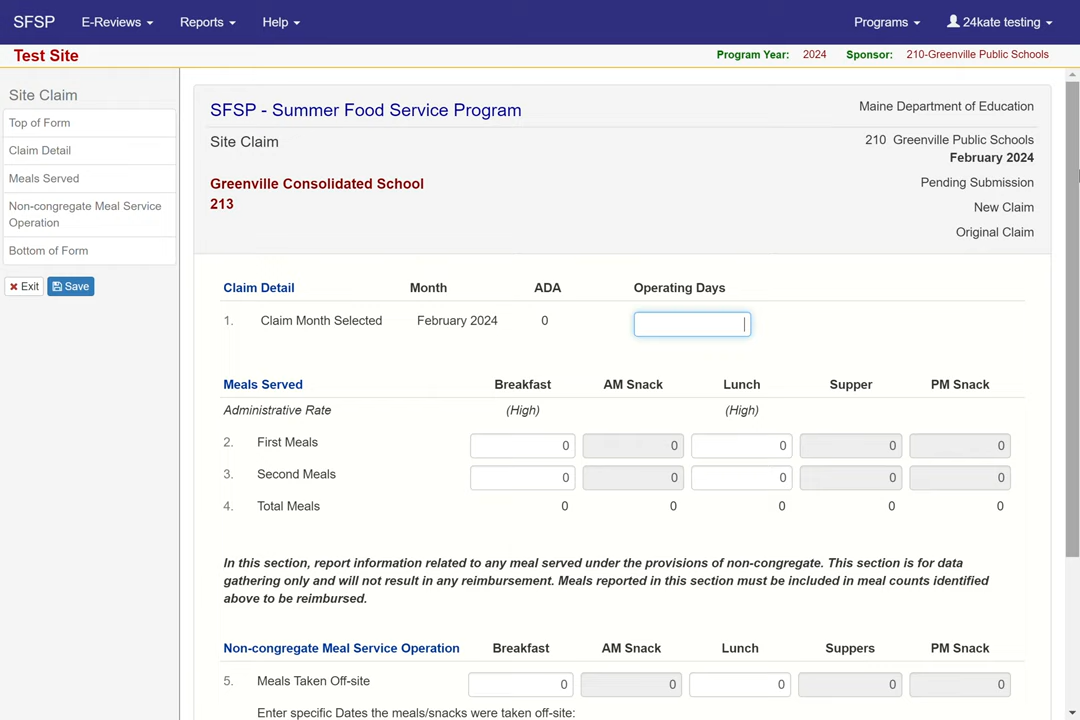 SFSP E-Reviews Reports Help Programs 24kate testing
Test Site Program Year: 2024 Sponsor: 210-Greenville Public Schools
Site Claim
Top of Form
Claim Detail
Meals Served
Non-congregate Meal Service
Operation
Bottom of Form
Exit Save
SFSP - Summer Food Service Program Maine Department of Education
Site Claim 210 Greenville Public Schools
February 2024
Greenville Consolidated School Pending Submission
213 New Claim
Original Claim
Claim Detail Month ADA Operating Days
1. Claim Month Selected February 2024 0
Meals Served Breakfast AM Snack Lunch Supper PM Snack
Administrative Rate (High) (High)
2. First Meals 0 0 0 0 0
3. Second Meals 0 0 0 0 0
4. Total Meals 0 0 0 0 0
In this section, report information related to any meal served under the provisions of non-congregate. This section is for data
gathering only and will not result in any reimbursement. Meals reported in this section must be included in meal counts identified
above to be reimbursed.
Non-congregate Meal Service Operation Breakfast AM Snack Lunch Suppers PM Snack
5. Meals Taken Off-site 0 0 0 0 0
Enter specific Dates the meals/snacks were taken off-site: